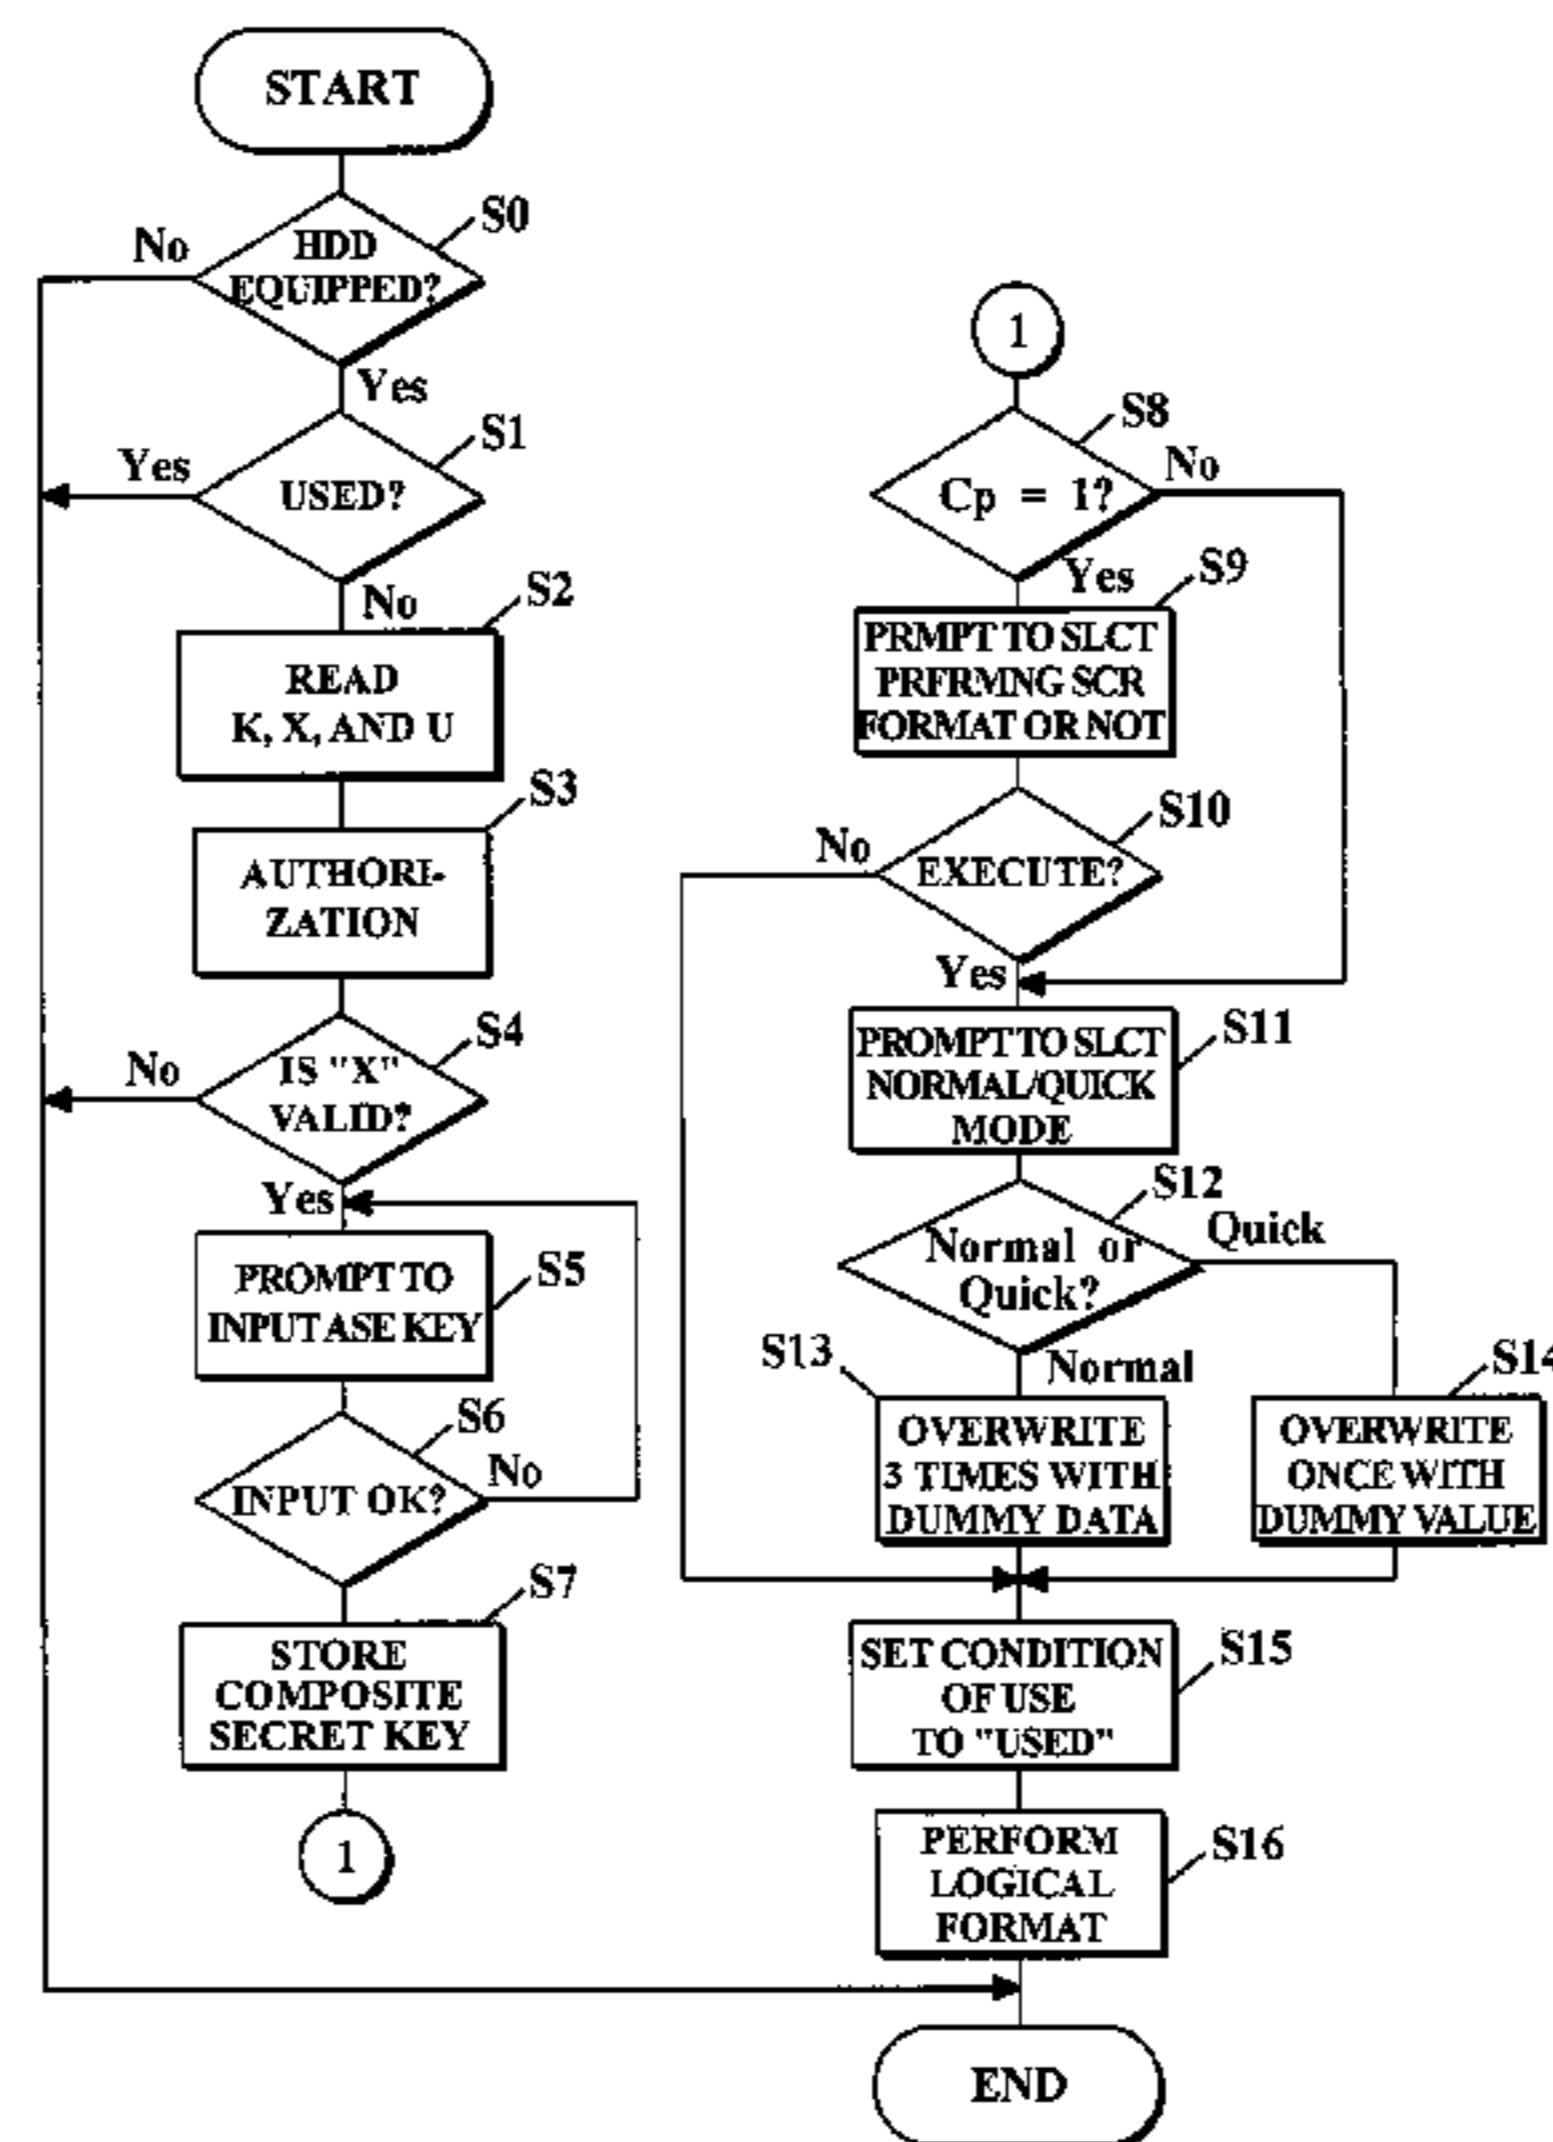 START
S0
No
HDD
EQUIPPED?
Yes
S1
Yes
USED?
No
S2
READ
K, X, AND U
S3
AUTHORI-
ZATION
S4
No
IS "X"
VALID?
Yes
PROMPT TO
INPUT ASE KEY
S5
S6
INPUT OK?
No
S7
STORE
COMPOSITE
SECRET KEY
1
1
S8
No
Cp = 1?
Yes
S9
PRMPT TO SLCT
PRFRMNG SCR
FORMAT OR NOT
S10
No
EXECUTE?
Yes
S11
PROMPT TO SLCT
NORMAL/QUICK
MODE
S12
Quick
Normal or
Quick?
S13
Normal
S14
OVERWRITE
3 TIMES WITH
DUMMY DATA
OVERWRITE
ONCE WITH
DUMMY VALUE
SET CONDITION
OF USE
TO "USED"
S15
PERFORM
LOGICAL
FORMAT
S16
END